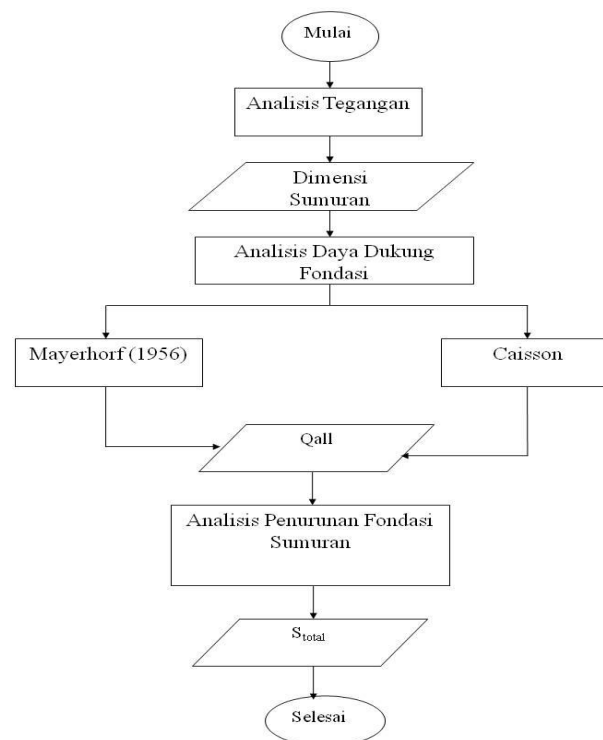 Mulai
Analisis Tegangan
Dimensi
Sumuran
Analisis Daya Dukung
Fondasi
Mayerhorf (1956)
Caisson
Qall
Analisis Penurunan Fondasi
Sumuran
Stotal
Selesai